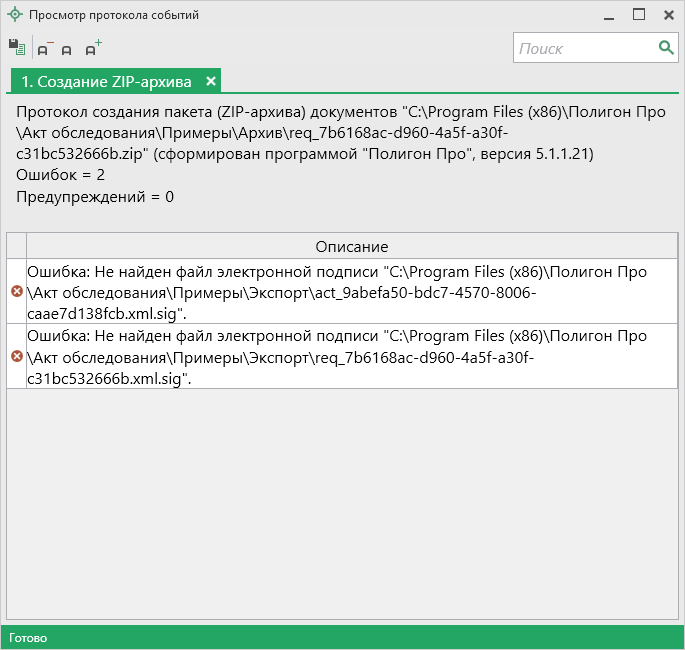 Просмотр протокола событий
Поиск
1. Создание ZIP-архива
Протокол создания пакета (ZIP-архива) документов "C:\Program Files (x86)\Полигон Про
\Акт обследования\Примеры\Архив\req_7b6168ac-d960-4a5f-a30f-
c31bc532666b.zip" (сформирован программой "Полигон Про", версия 5.1.1.21)
Ошибок = 2
Предупреждений = 0
Описание
Ошибка: Не найден файл электронной подписи "C:\Program Files (x86)\Полигон Про
\Акт обследования\Примеры\Экспорт\act_9abefa50-bdc7-4570-8006-
caae7d138fcb.xml.sig".
Ошибка: Не найден файл электронной подписи "C:\Program Files (x86)\Полигон Про
\Акт обследования\Примеры\Экспорт\req_7b6168ac-d960-4a5f-a30f-
c31bc532666b.xml.sig".
Готово